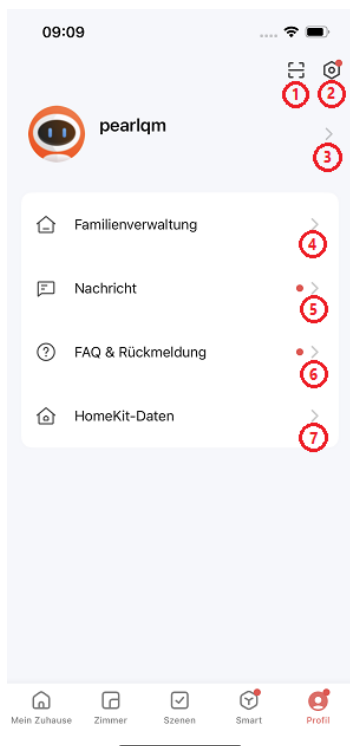 09:09
1
2
pearlqm
3
Familienverwaltung
4
Nachricht
5
FAQ & Rückmeldung
6
HomeKit-Daten
7
Mein Zuhause Zimmer Szenen Smart Profil